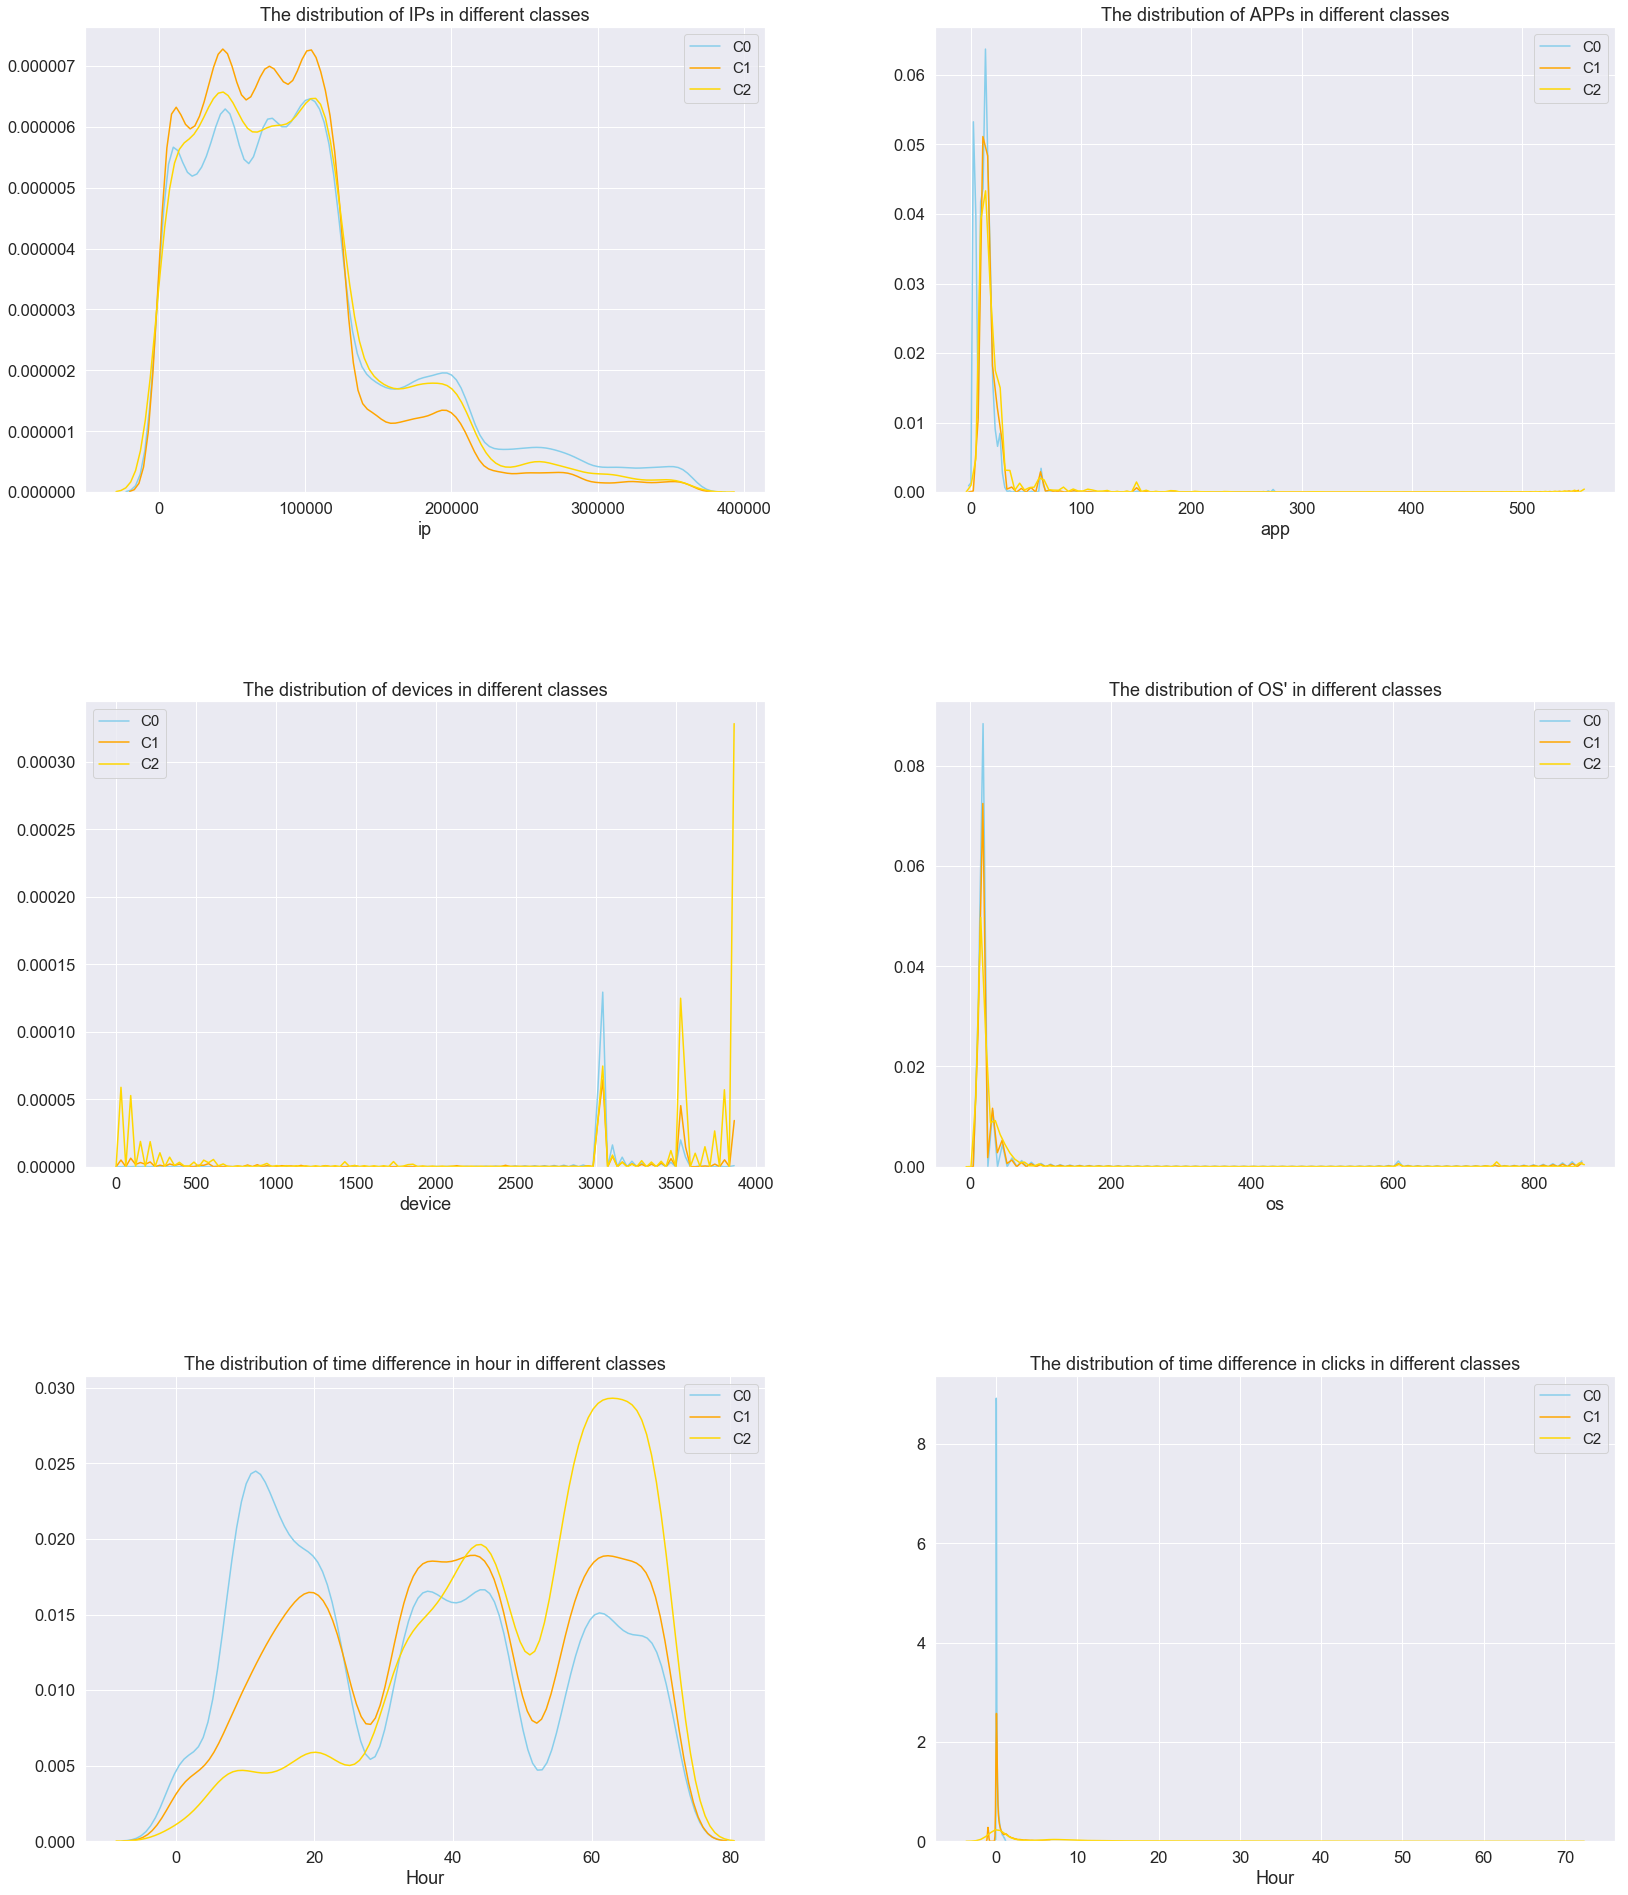 The distribution of IPs in different classes
C0
C1
C2
0.000007
0.000006
0.000005
0.000004
0.000003
0.000002
0.000001
0.000000
0 100000 200000 300000 400000
ip
The distribution of APPs in different classes
C0
C1
C2
0.06
0.05
0.04
0.03
0.02
0.01
0.00
0 100 200 300 400 500
app
The distribution of devices in different classes
C0
C1
C2
0.00030
0.00025
0.00020
0.00015
0.00010
0.00005
0.00000
0 500 1000 1500 2000 2500 3000 3500 4000
device
The distribution of OS' in different classes
C0
C1
C2
0.08
0.06
0.04
0.02
0.00
0 200 400 600 800
os
The distribution of time difference in hour in different classes
C0
C1
C2
0.030
0.025
0.020
0.015
0.010
0.005
0.000
0 20 40 60 80
Hour
The distribution of time difference in clicks in different classes
C0
C1
C2
8
6
4
2
0
0 10 20 30 40 50 60 70
Hour